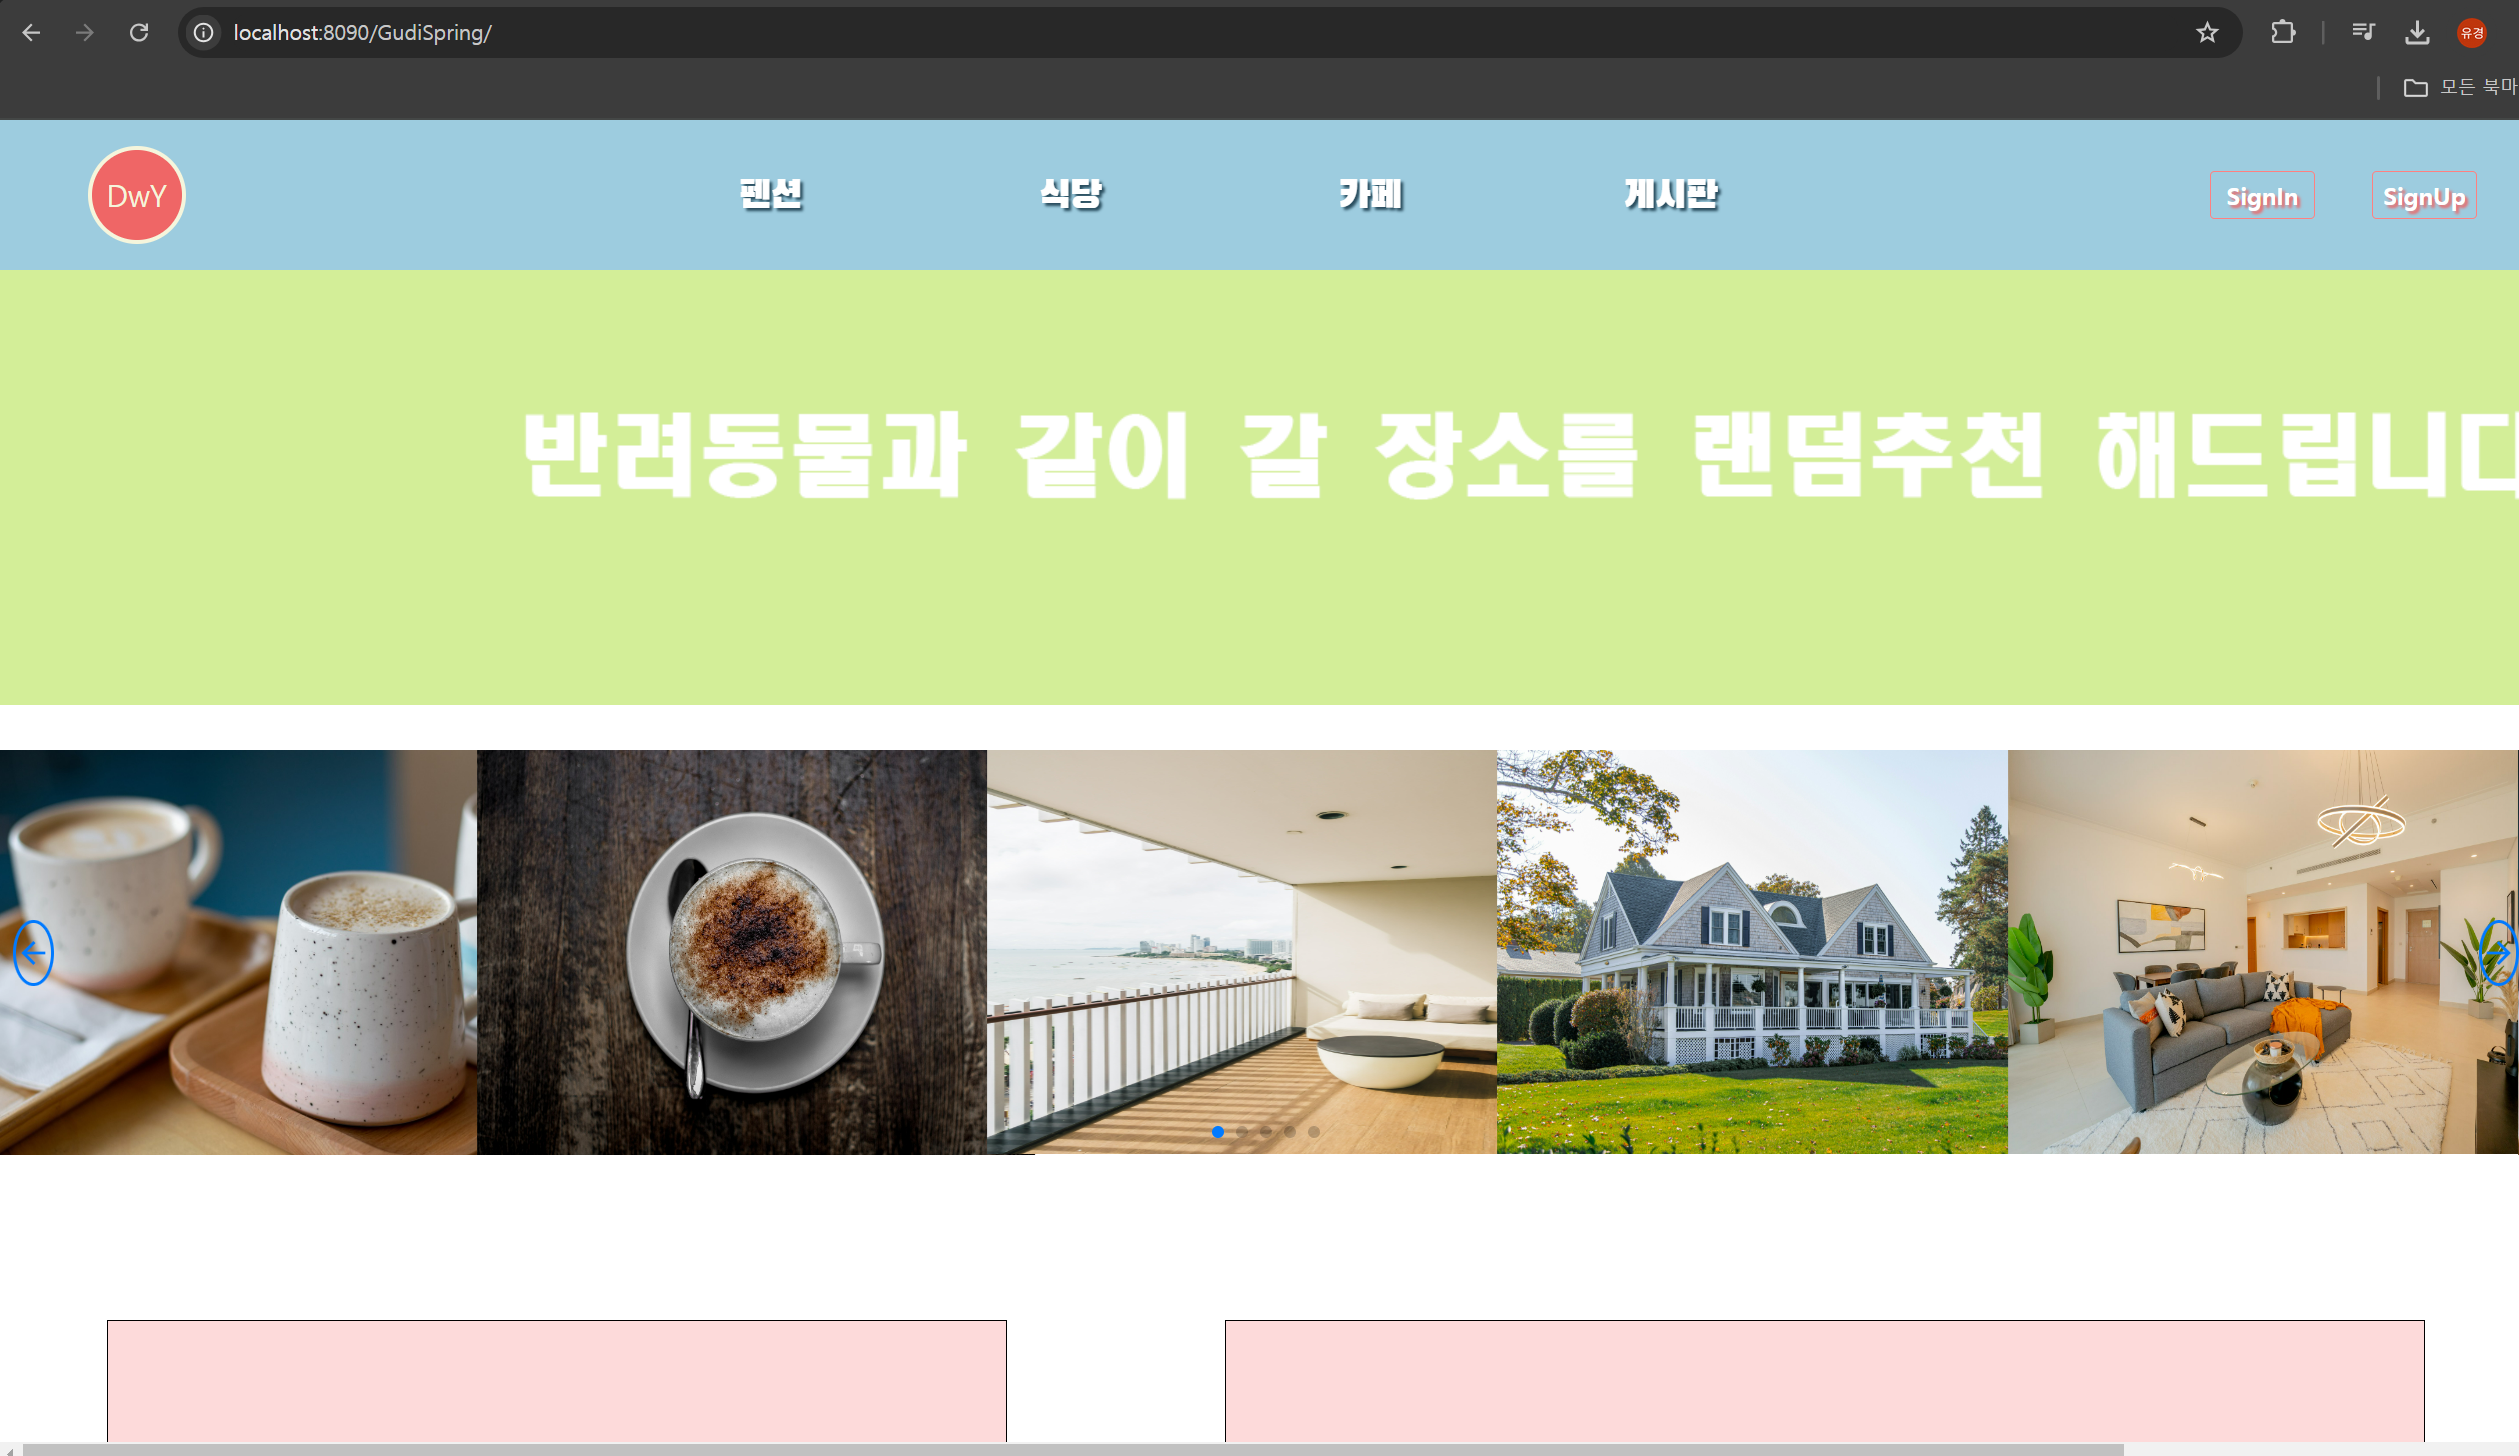 localhost:8090/GudiSpring/
유경
모든 북마
DwY
펜션
식당
카페
게시판
SignIn
SignUp
반려동물과 같이 갈 장소를 랜덤추천 해드립니다